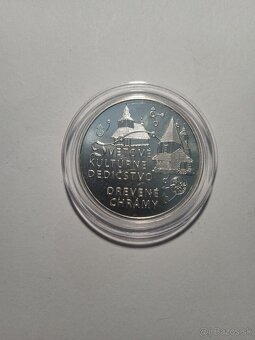 SVETOVÉ
KULTÚRNE
DEDIČSTVO
DREVENÉ
CHRÁMY